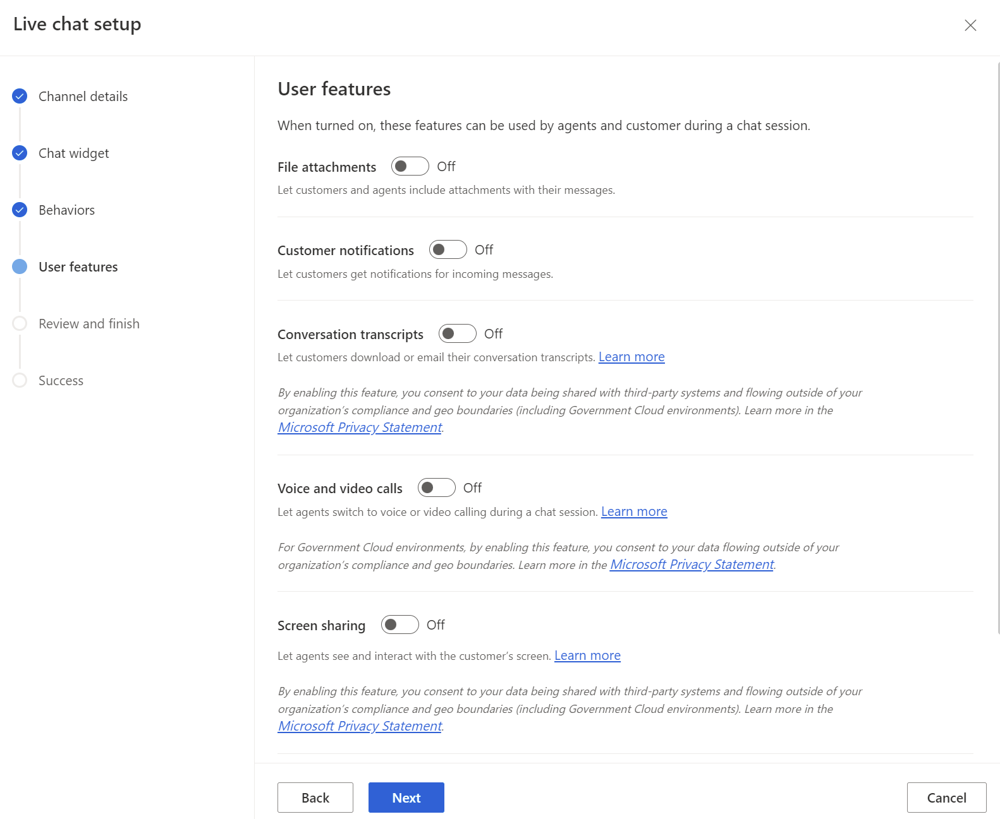 Live chat setup
Channel details
Chat widget
Behaviors
User features
Review and finish
Success
User features
When turned on, these features can be used by agents and customer during a chat session.
File attachments Off
Let customers and agents include attachments with their messages.
Customer notifications Off
Let customers get notifications for incoming messages.
Conversation transcripts Off
Let customers download or email their conversation transcripts. Learn more
By enabling this feature, you consent to your data being shared with third-party systems and flowing outside of your
organization’s compliance and geo boundaries (including Government Cloud environments). Learn more in the
Microsoft Privacy Statement.
Voice and video calls Off
Let agents switch to voice or video calling during a chat session. Learn more
For Government Cloud environments, by enabling this feature, you consent to your data flowing outside of your
organization’s compliance and geo boundaries. Learn more in the Microsoft Privacy Statement.
Screen sharing Off
Let agents see and interact with the customer’s screen. Learn more
By enabling this feature, you consent to your data being shared with third-party systems and flowing outside of your
organization’s compliance and geo boundaries (including Government Cloud environments). Learn more in the
Microsoft Privacy Statement.
Back Next Cancel